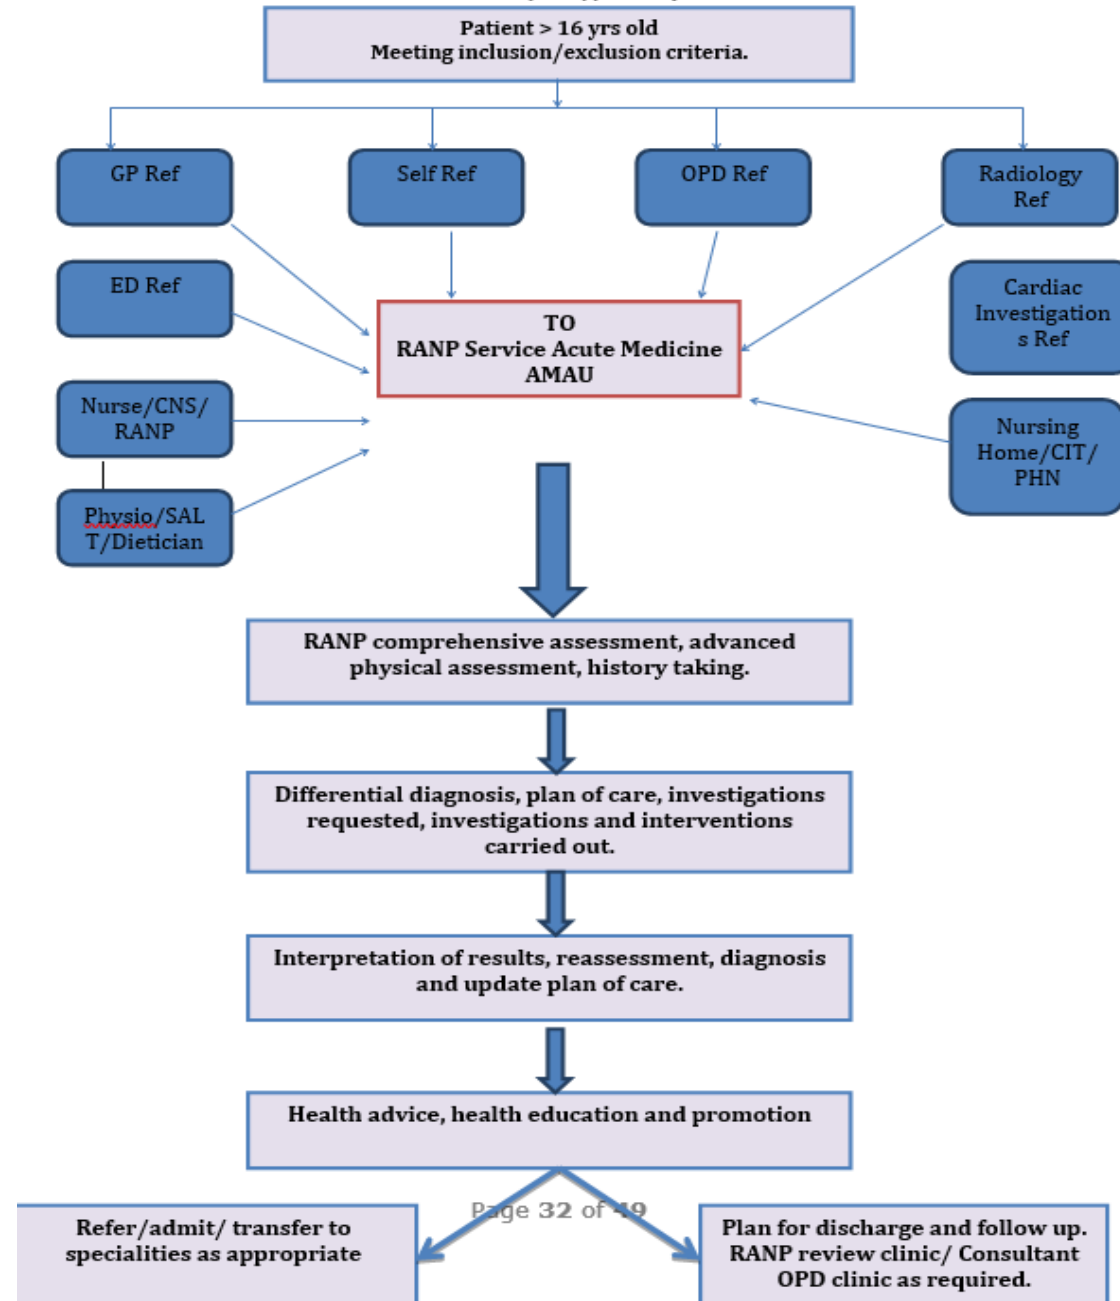 Patient > 16 yrs old
Meeting inclusion/exclusion criteria.
GP Ref
Self Ref
OPD Ref
Radiology
Ref
ED Ref
Cardiac
Investigation
s Ref
TO
RANP Service Acute Medicine
AMAU
Nurse/CNS/
RANP
Nursing
Home/CIT/
PHN
Physio/SAL
T/Dietician
RANP comprehensive assessment, advanced
physical assessment, history taking.
Differential diagnosis, plan of care, investigations
requested, investigations and interventions
carried out.
Interpretation of results, reassessment, diagnosis
and update plan of care.
Health advice, health education and promotion
Page 32 of 49
Refer/admit/ transfer to
specialities as appropriate
Plan for discharge and follow up.
RANP review clinic/ Consultant
OPD clinic as required.